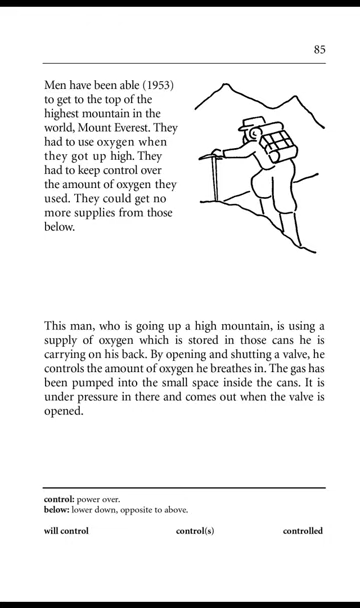 85
Men have been able (1953)
to get to the top of the
highest mountain in the
world, Mount Everest. They
had to use oxygen when
they got up high. They
had to keep control over
the amount of oxygen they
used. They could get no
more supplies from those
below.
This man, who is going up a high mountain, is using a
supply of oxygen which is stored in those cans he is
carrying on his back. By opening and shutting a valve, he
controls the amount of oxygen he breathes in. The gas has
been pumped into the small space inside the cans. It is
under pressure in there and comes out when the valve is
opened.
control: power over.
below: lower down, opposite to above.
will control control(s) controlled